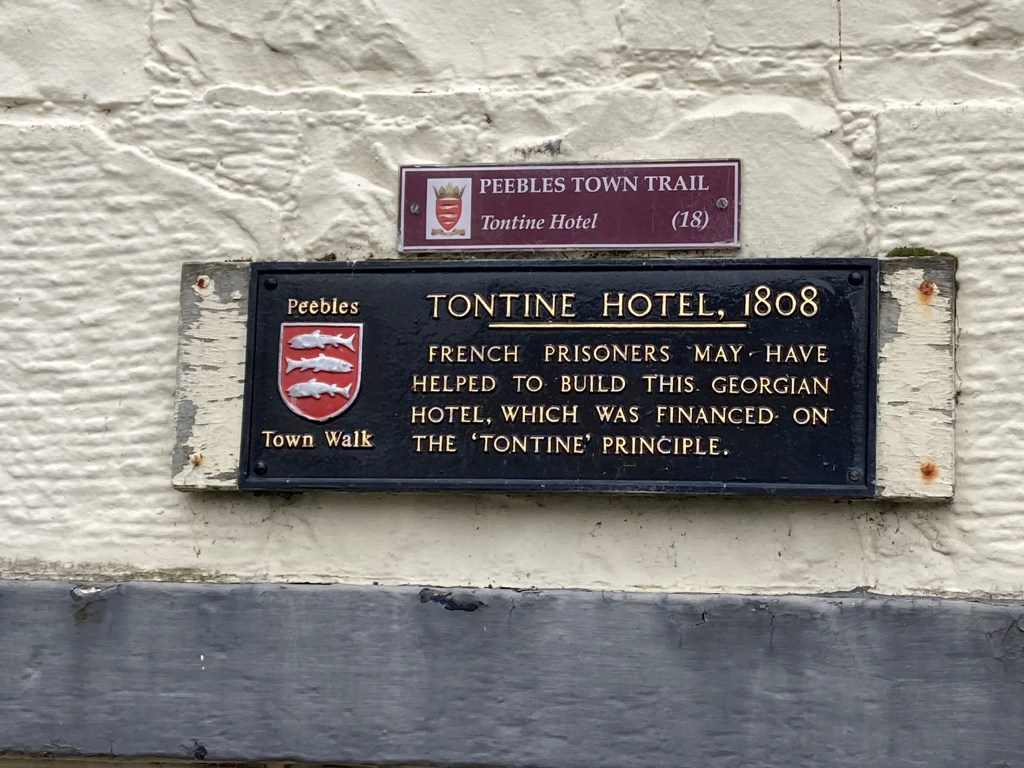 PEEBLES TOWN TRAIL
Tontine Hotel (18)
Peebles
Town Walk
TONTINE HOTEL, 1808
FRENCH PRISONERS MAY HAVE
HELPED TO BUILD THIS GEORGIAN
HOTEL, WHICH WAS FINANCED ON
THE ‘TONTINE’ PRINCIPLE.